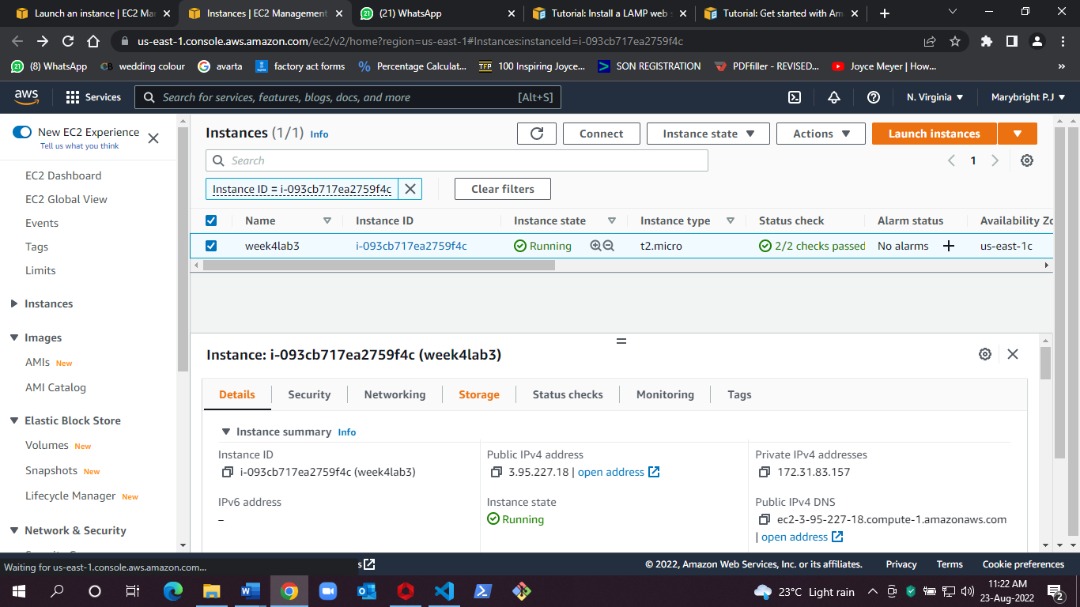 Launch an instance | EC2 Ma
Instances | EC2 Management
(21) WhatsApp
Tutorial: Install a LAMP web s
Tutorial: Get started with Am
us-east-1.console.aws.amazon.com/ec2/v2/home?region=us-east-1#Instances:instanceId=i-093cb717ea2759f4c
(8) WhatsApp
wedding colour
avarta
factory act forms
Percentage Calculat...
100 Inspiring Joyce...
SON REGISTRATION
PDFfiller - REVISED...
Joyce Meyer | How...
»
aws
Services
Search for services, features, blogs, docs, and more [Alt+S]
N. Virginia
Marybright P.J
New EC2 Experience
Tell us what you think
EC2 Dashboard
EC2 Global View
Events
Tags
Limits
Instances
Images
AMIs New
AMI Catalog
Elastic Block Store
Volumes New
Snapshots New
Lifecycle Manager New
Network & Security
Instances (1/1) Info
Connect
Instance state
Actions
Launch instances
Search
1
Instance ID = i-093cb717ea2759f4c
Clear filters
Name Instance ID Instance state Instance type Status check Alarm status Availability Zo
week4lab3 i-093cb717ea2759f4c Running t2.micro 2/2 checks passed No alarms + us-east-1c
Instance: i-093cb717ea2759f4c (week4lab3)
Details Security Networking Storage Status checks Monitoring Tags
Instance summary Info
Instance ID
i-093cb717ea2759f4c (week4lab3)
Public IPv4 address
3.95.227.18 | open address
Private IPv4 addresses
172.31.83.157
IPv6 address
–
Instance state
Running
Public IPv4 DNS
ec2-3-95-227-18.compute-1.amazonaws.com
| open address
Waiting for us-east-1.console.aws.amazon.com...
© 2022, Amazon Web Services, Inc. or its affiliates.
Privacy
Terms
Cookie preferences
23°C Light rain
11:22 AM
23-Aug-2022
2